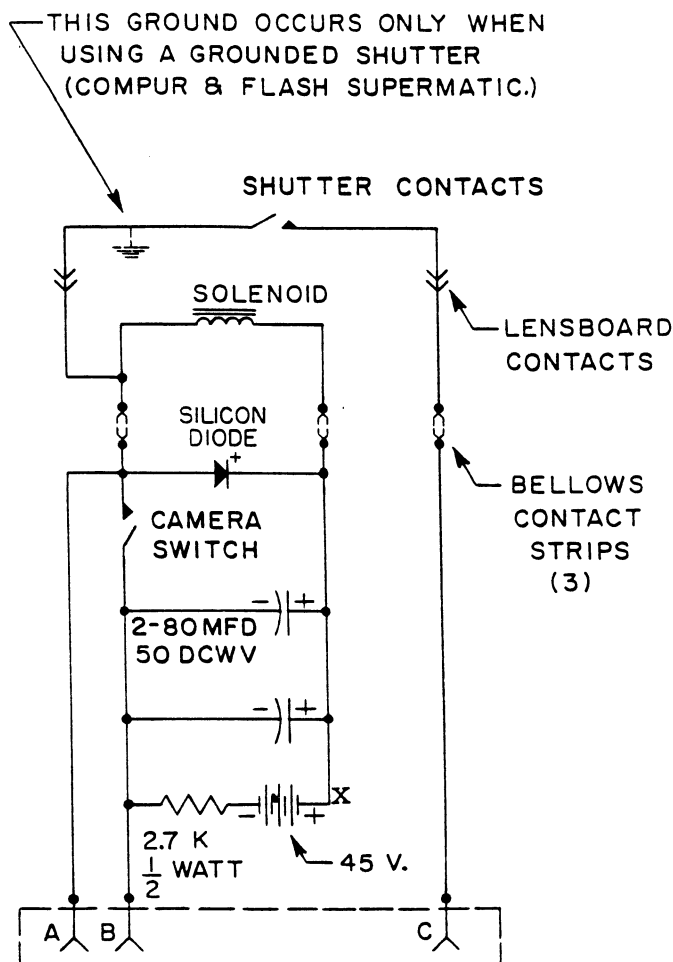 THIS GROUND OCCURS ONLY WHEN
USING A GROUNDED SHUTTER
(COMPUR & FLASH SUPERMATIC.)
SHUTTER CONTACTS
SOLENOID
LENSBOARD
CONTACTS
SILICON
DIODE
+
BELLOWS
CONTACT
STRIPS
(3)
CAMERA
SWITCH
- +
2-80 MFD
50 DCWV
- +
X
- +
2.7 K
1/2 WATT
45 V.
A B C